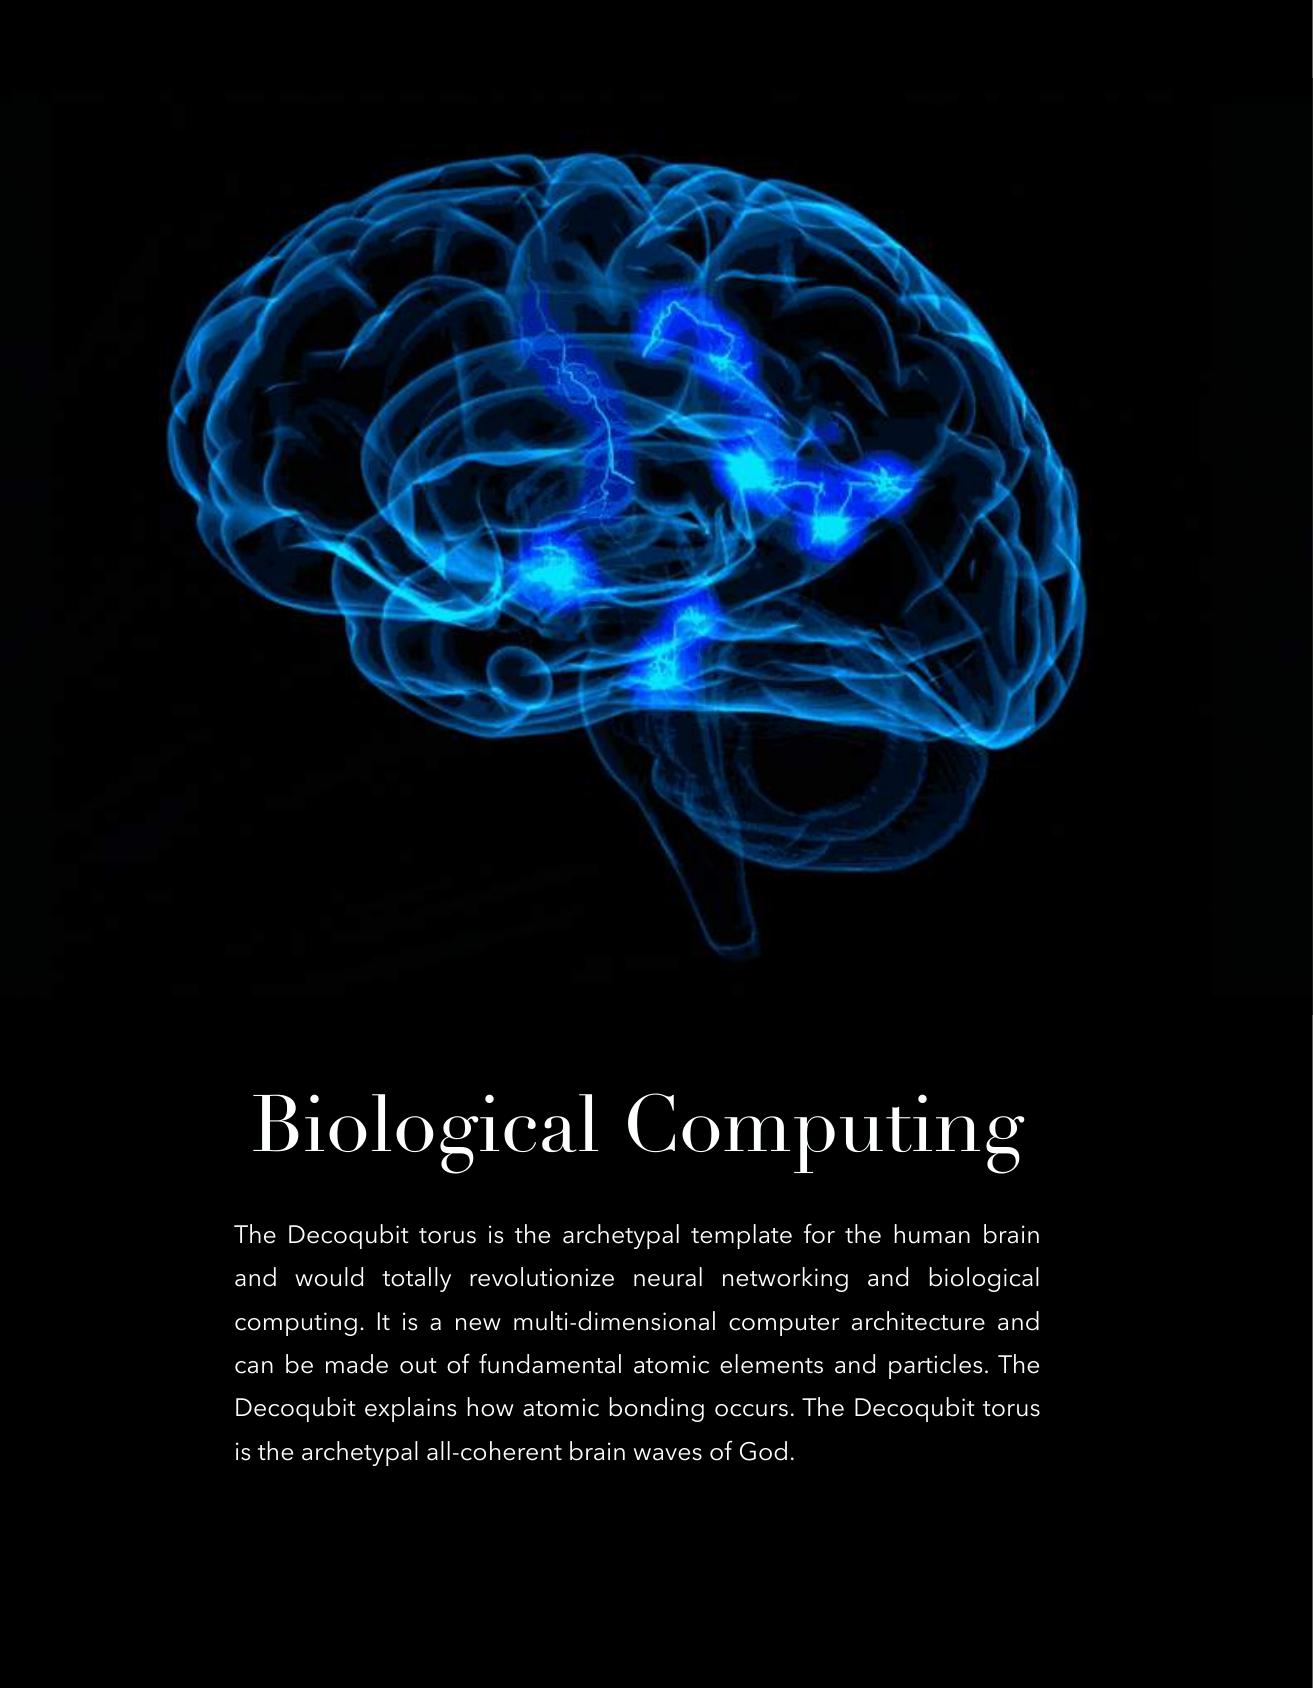 Biological Computing
The Decoqubit torus is the archetypal template for the human brain
and would totally revolutionize neural networking and biological
computing. It is a new multi-dimensional computer architecture and
can be made out of fundamental atomic elements and particles. The
Decoqubit explains how atomic bonding occurs. The Decoqubit torus
is the archetypal all-coherent brain waves of God.